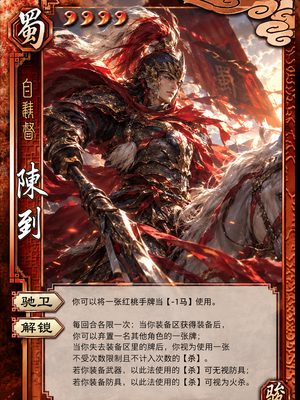 蜀
白毦督
陳到
驰卫
你可以将一张红桃手牌当【-1马】使用。
解锁
每回合各限一次：当你装备区获得装备后，
你可以弃置一名其他角色的一张牌；
当你失去装备区里的牌后，你视为使用一张
不受次数限制且不计入次数的【杀】。
若你装备武器，以此法使用的【杀】可无视防具；
若你装备防具，以此法使用的【杀】可视为火杀。
骏